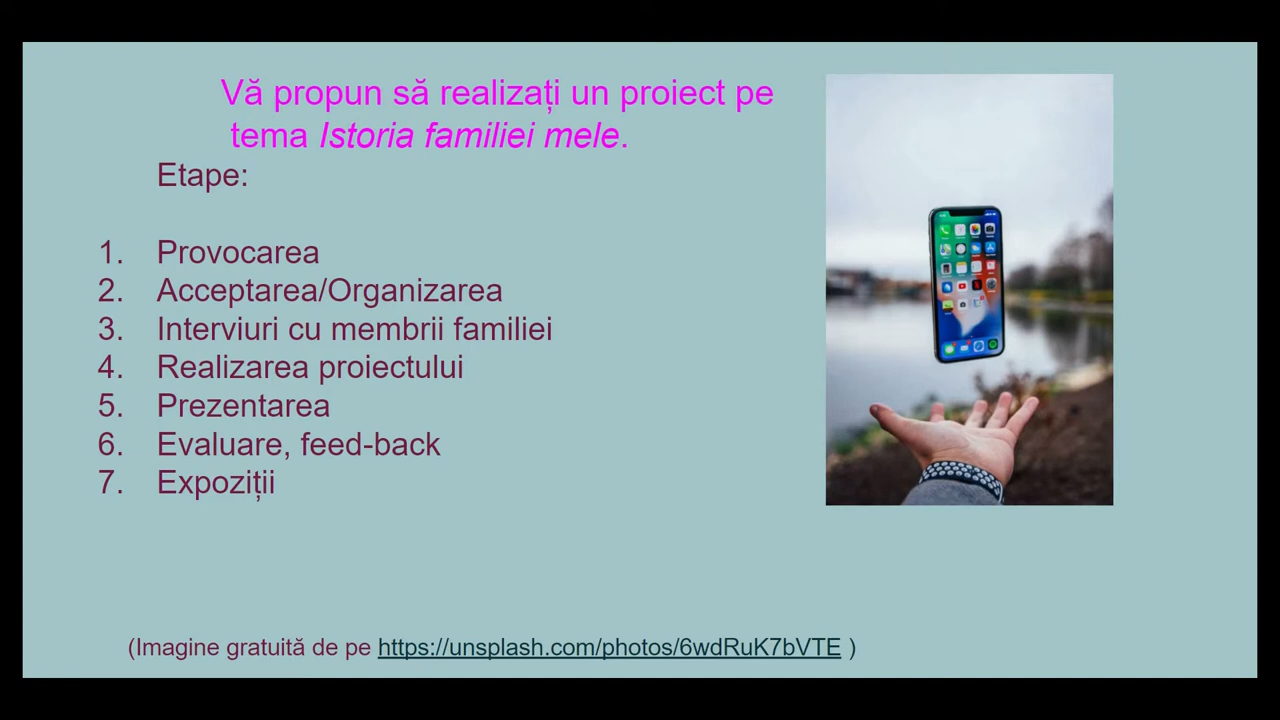 Vă propun să realizați un proiect pe
tema Istoria familiei mele.
Etape:
1. Provocarea
2. Acceptarea/Organizarea
3. Interviuri cu membrii familiei
4. Realizarea proiectului
5. Prezentarea
6. Evaluare, feed-back
7. Expoziții
(Imagine gratuită de pe https://unsplash.com/photos/6wdRuK7bVTE )